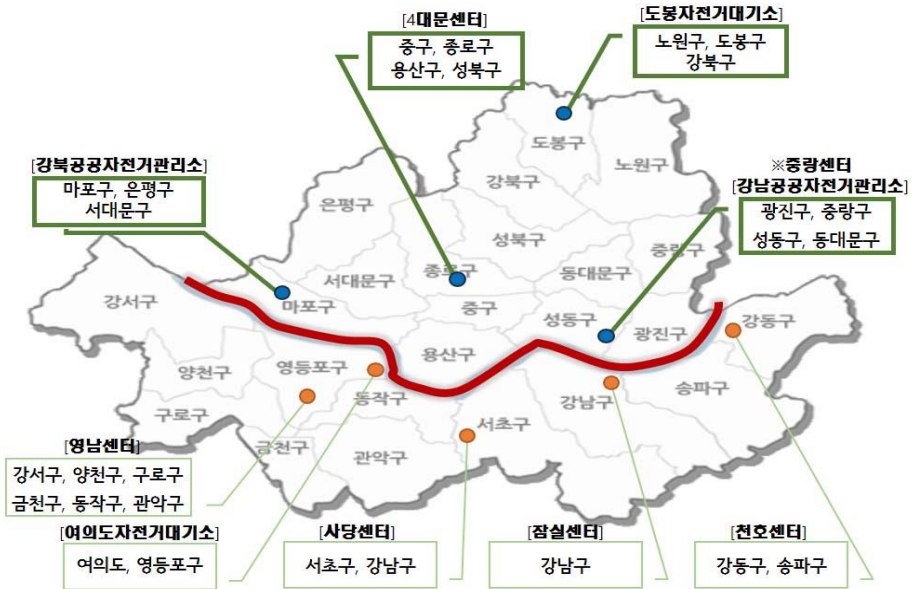 [4대문센터]
중구, 종로구
용산구, 성북구
[도봉자전거대기소]
노원구, 도봉구
강북구
[강북공공자전거관리소]
마포구, 은평구
서대문구
※중랑센터
[강남공공자전거관리소]
광진구, 중랑구
성동구, 동대문구
도봉구
노원구
강북구
은평구
성북구
중랑구
종로구
동대문구
서대문구
강서구
마포구
중구
성동구
광진구
강동구
용산구
영등포구
양천구
동작구
송파구
강남구
구로구
서초구
금천구
관악구
[영남센터]
강서구, 양천구, 구로구
금천구, 동작구, 관악구
[여의도자전거대기소]
여의도, 영등포구
[사당센터]
서초구, 강남구
[잠실센터]
강남구
[천호센터]
강동구, 송파구